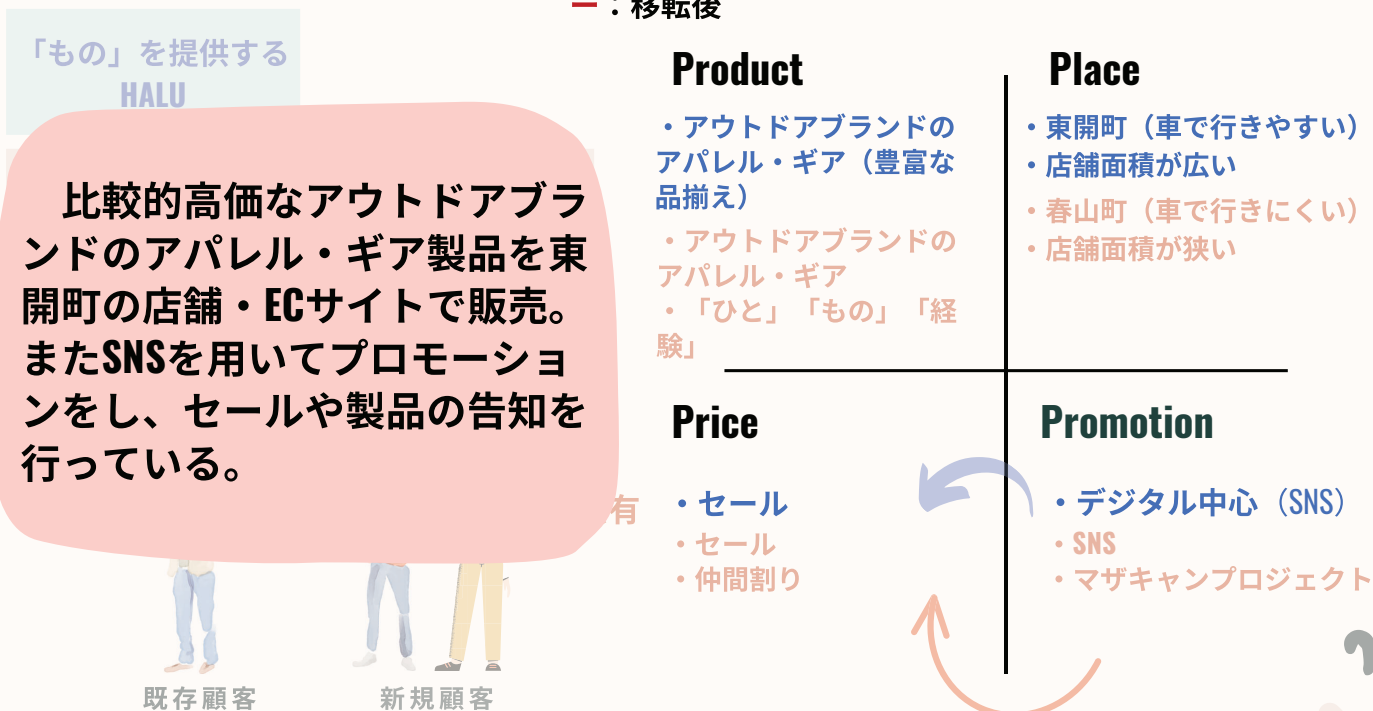 ー：移転後
「もの」を提供する
HALU
比較的高価なアウトドアブラ
ンドのアパレル・ギア製品を東
開町の店舗・ECサイトで販売。
またSNSを用いてプロモーショ
ンをし、セールや製品の告知を
行っている。
有
既存顧客
新規顧客
Product
・アウトドアブランドの
アパレル・ギア（豊富な
品揃え）
・アウトドアブランドの
アパレル・ギア
・「ひと」「もの」「経
験」
Place
・東開町（車で行きやすい）
・店舗面積が広い
・春山町（車で行きにくい）
・店舗面積が狭い
Price
・セール
・セール
・仲間割り
Promotion
・デジタル中心（SNS）
・SNS
・マザキャンプロジェクト